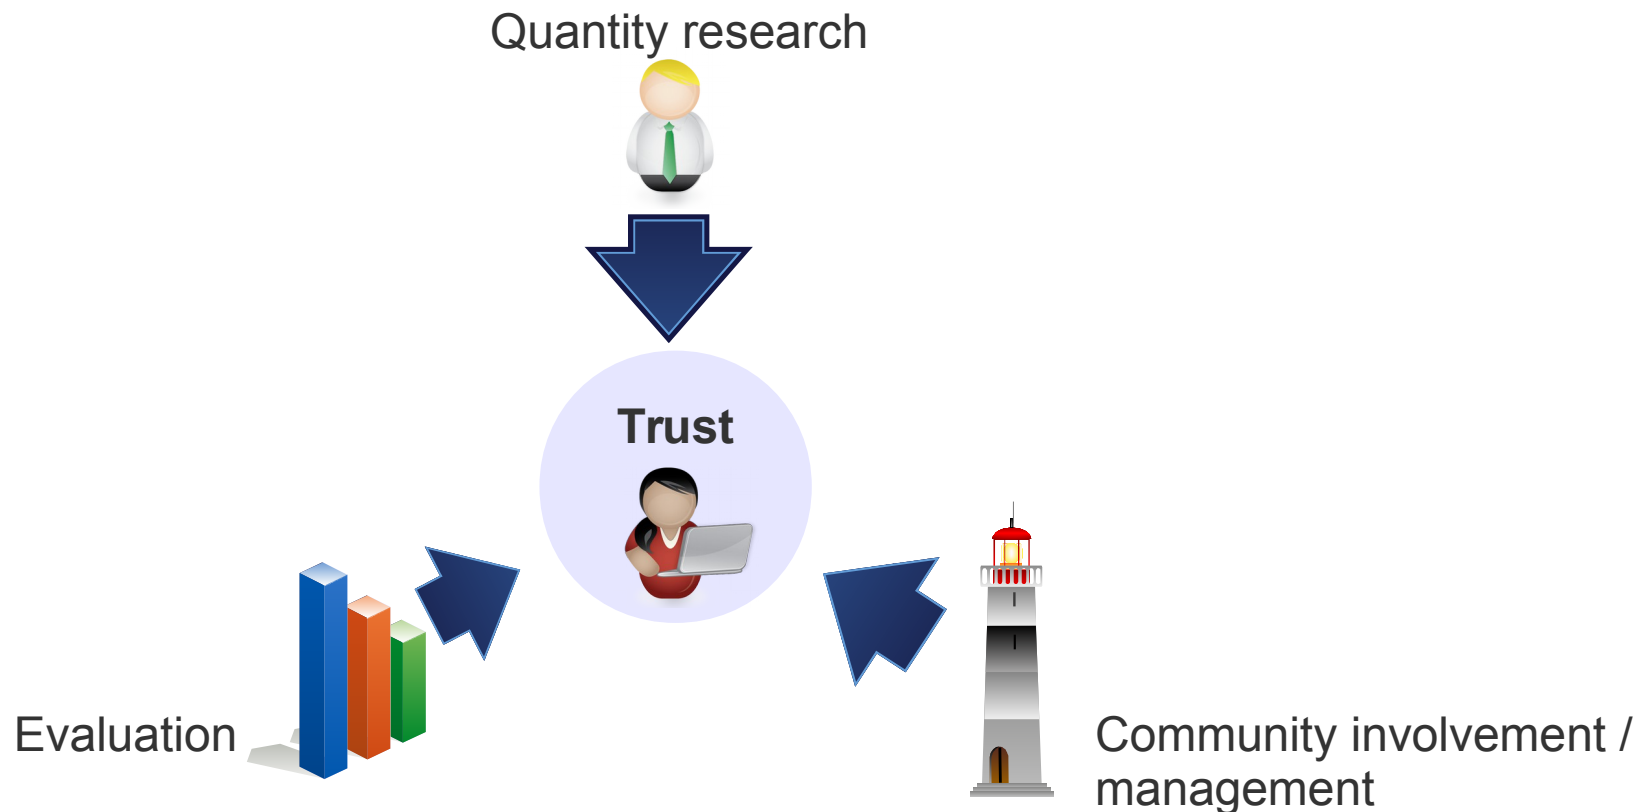 Quantity research
Trust
Evaluation
Community involvement /
management